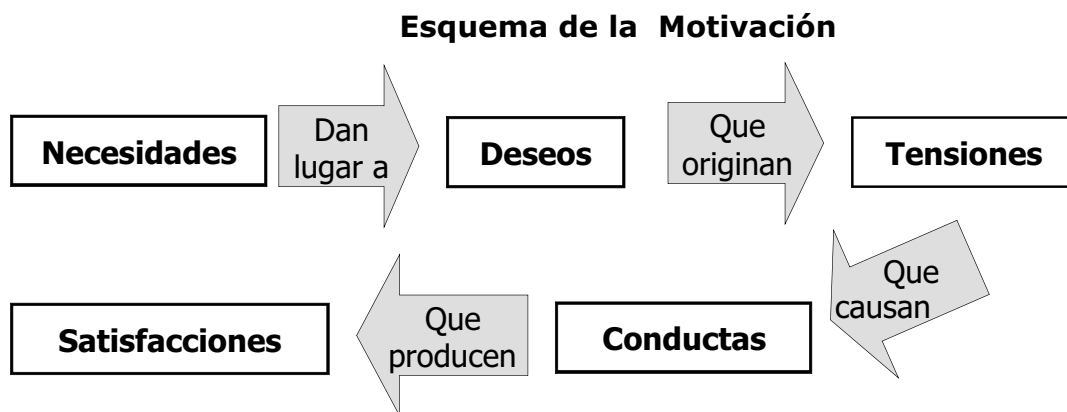 Esquema de la Motivación
Necesidades
Dan
lugar a
Deseos
Que
originan
Tensiones
Que
causan
Conductas
Que
producen
Satisfacciones